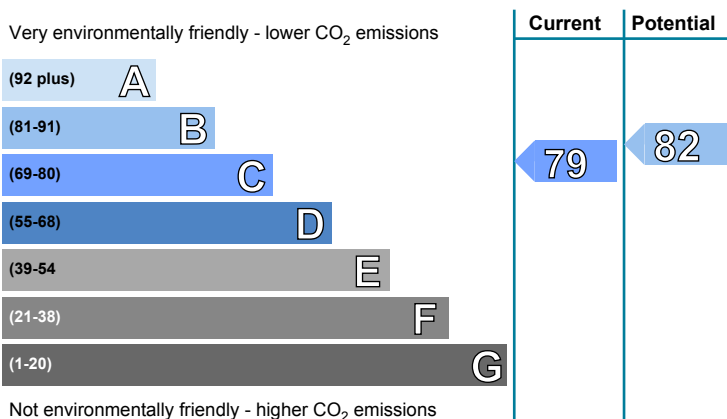 Very environmentally friendly - lower CO2 emissions
Current
Potential
(92 plus) A
(81-91) B
(69-80) C
(55-68) D
(39-54 E
(21-38) F
(1-20) G
79
82
Not environmentally friendly - higher CO2 emissions